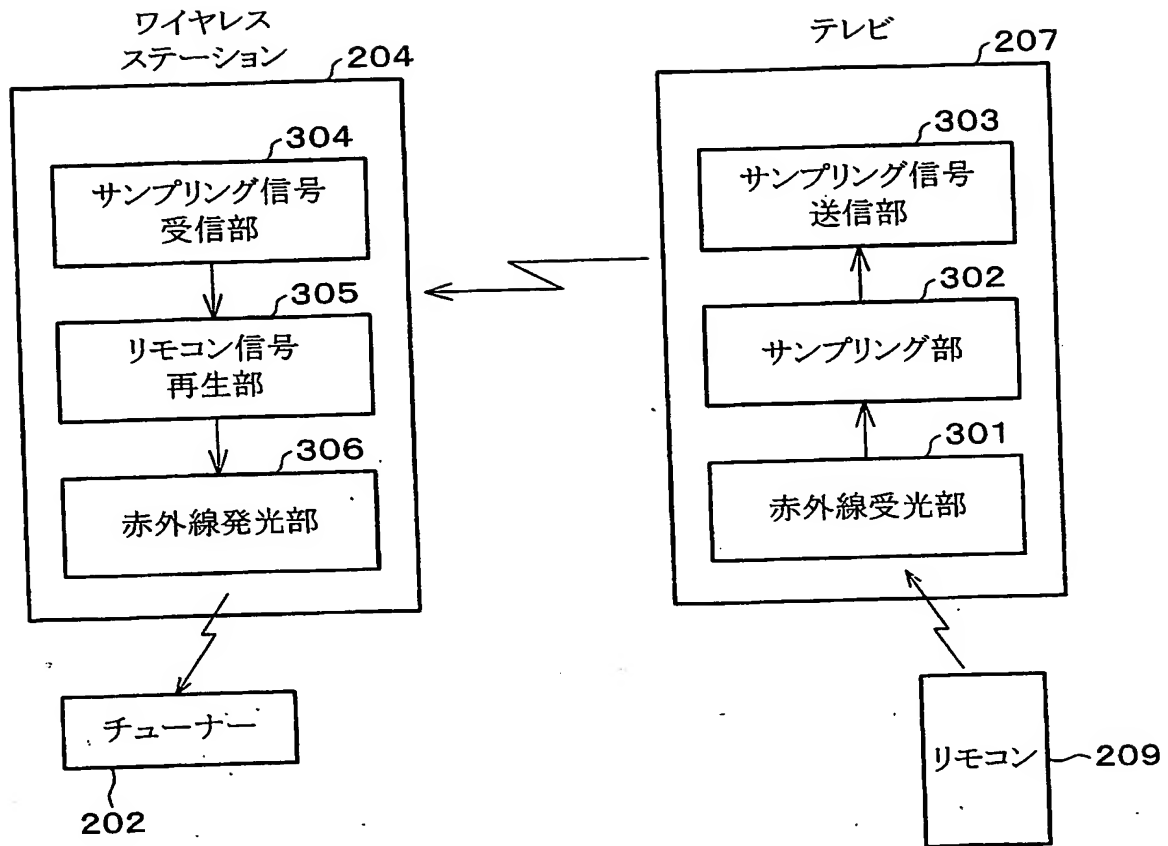 ワイヤレス
ステーション
204
304
サンプリング信号
受信部
305
リモコン信号
再生部
306
赤外線発光部
チューナー
202
テレビ
207
303
サンプリング信号
送信部
302
サンプリング部
301
赤外線受光部
リモコン
209